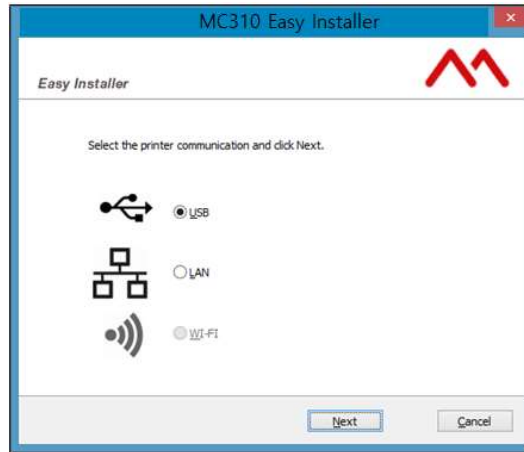 MC310 Easy Installer
Easy Installer
Select the printer communication and click Next.
USB
LAN
WI-FI
Next
Cancel